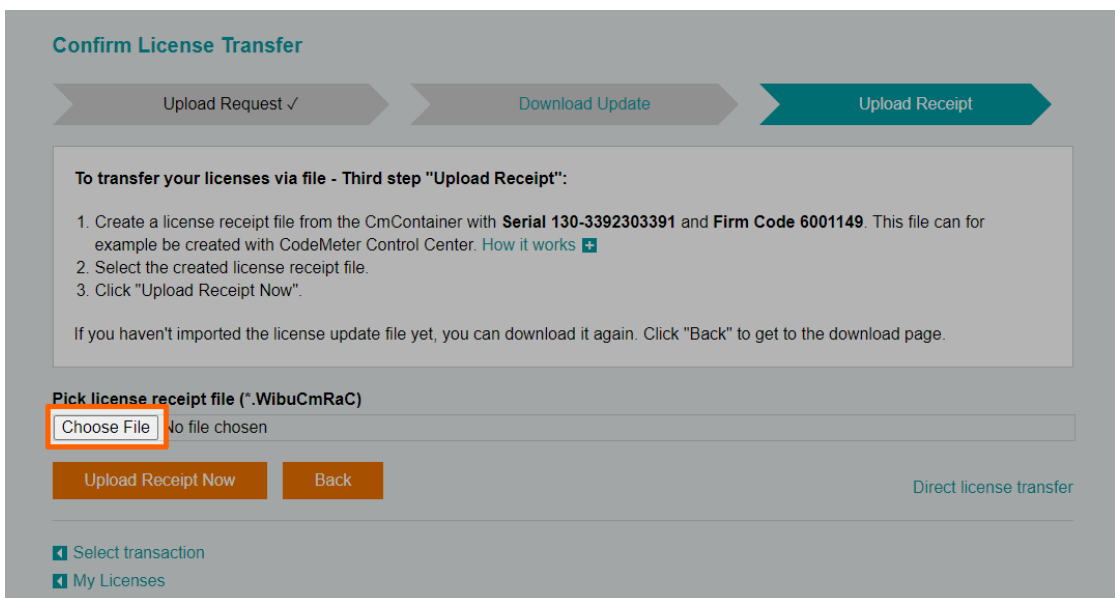 Confirm License Transfer
Upload Request ✓
Download Update
Upload Receipt
To transfer your licenses via file - Third step "Upload Receipt":
1. Create a license receipt file from the CmContainer with Serial 130-3392303391 and Firm Code 6001149. This file can for
example be created with CodeMeter Control Center. How it works +
2. Select the created license receipt file.
3. Click "Upload Receipt Now".
If you haven't imported the license update file yet, you can download it again. Click "Back" to get to the download page.
Pick license receipt file (*.WibuCmRaC)
Choose File No file chosen
Upload Receipt Now
Back
Direct license transfer
Select transaction
My Licenses